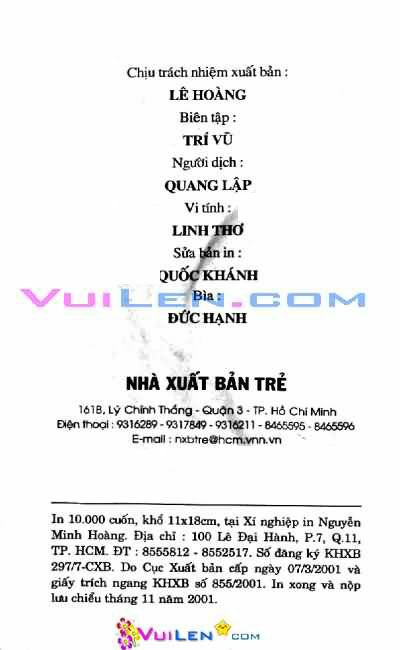 Chịu trách nhiệm xuất bản :
LÊ HOÀNG
Biên tập :
TRÍ VŨ
Người dịch :
QUANG LẬP
Vi tính :
LINH THƠ
Sửa bản in :
QUỐC KHÁNH
Bìa :
VUILEN.COM
ĐỨC HẠNH
NHÀ XUẤT BẢN TRẺ
161B, Lý Chính Thắng - Quận 3 - TP. Hồ Chí Minh
Điện thoại : 9316289 - 9317849 - 9316211 - 8465595 - 8465596
E-mail : nxbtre@hcm.vnn.vn
In 10.000 cuốn, khổ 11x18cm, tại Xí nghiệp in Nguyễn
Minh Hoàng. Địa chỉ : 100 Lê Đại Hành, P.7, Q.11,
TP. HCM. ĐT : 8555812 - 8552517. Số đăng ký KHXB
297/7-CXB. Do Cục Xuất bản cấp ngày 07/3/2001 và
giấy trích ngang KHXB số 855/2001. In xong và nộp
lưu chiểu tháng 11 năm 2001.
VUILEN.COM